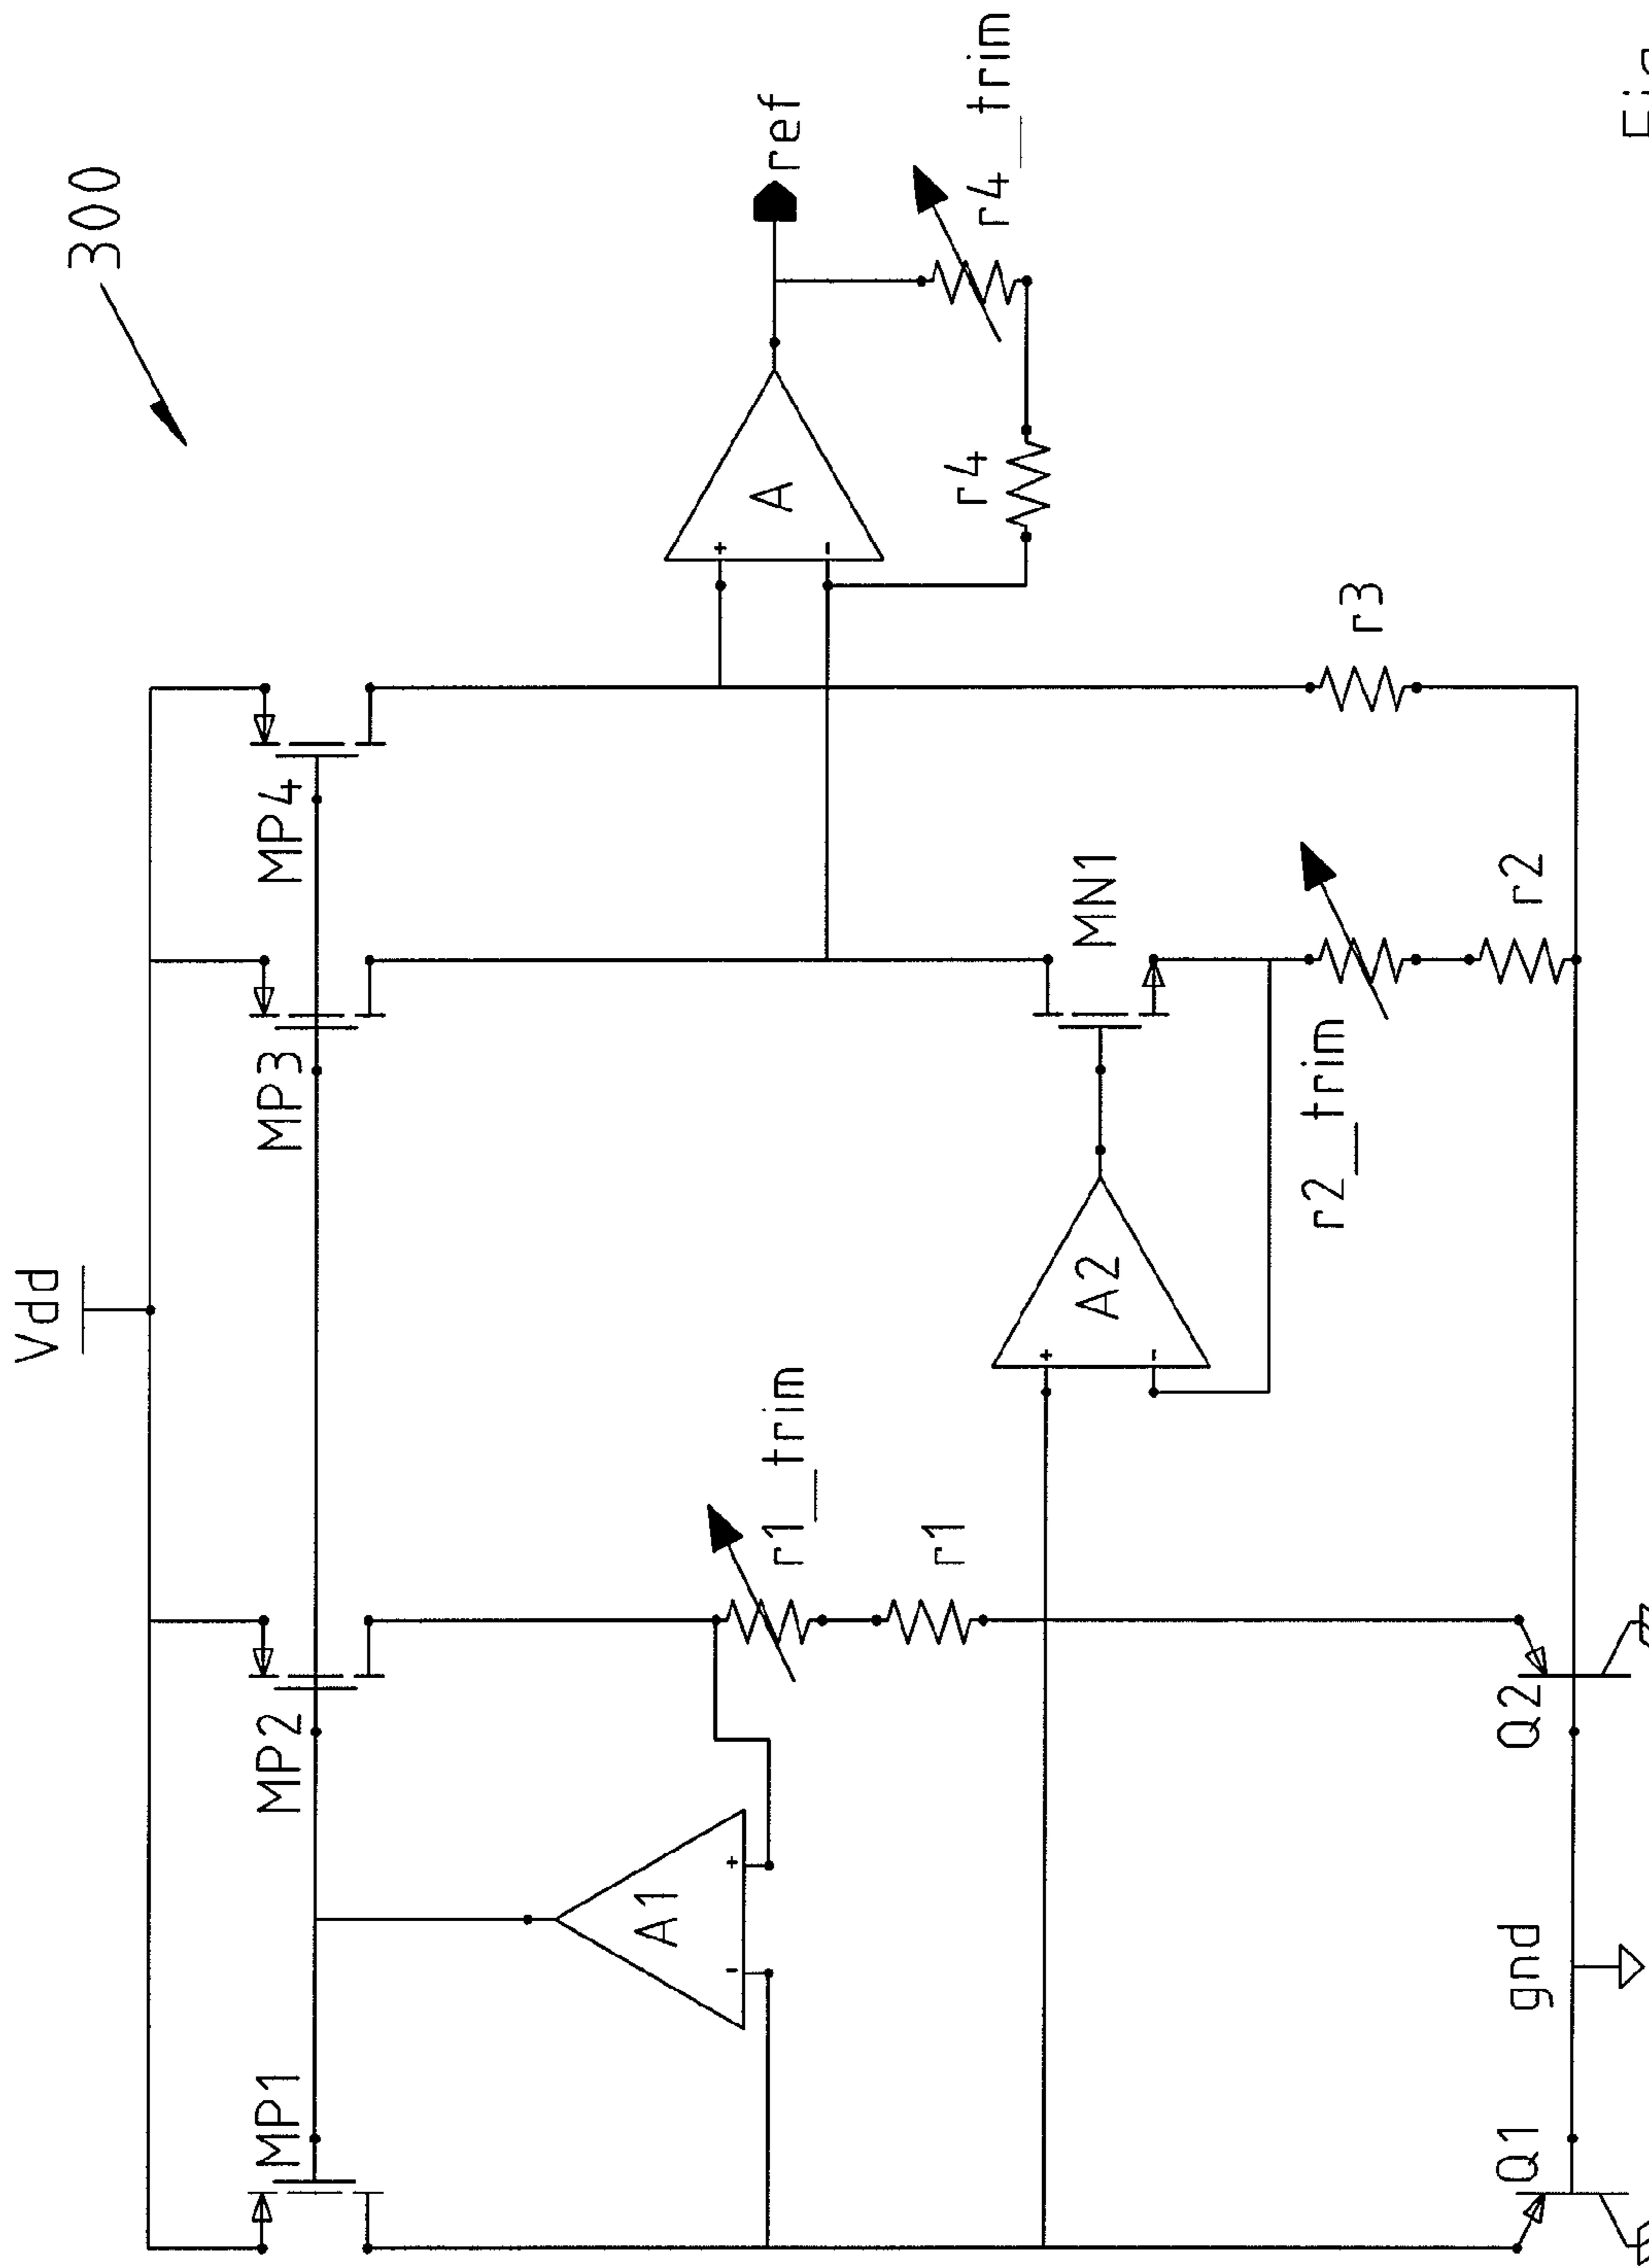 300
Vdd
MP1
MP2
MP3
MP4
A1
+
-
r1_trim
r1
A
+
-
ref
r4
r4_trim
A2
+
-
MN1
r2_trim
r2
r3
Q1
gnd
Q2